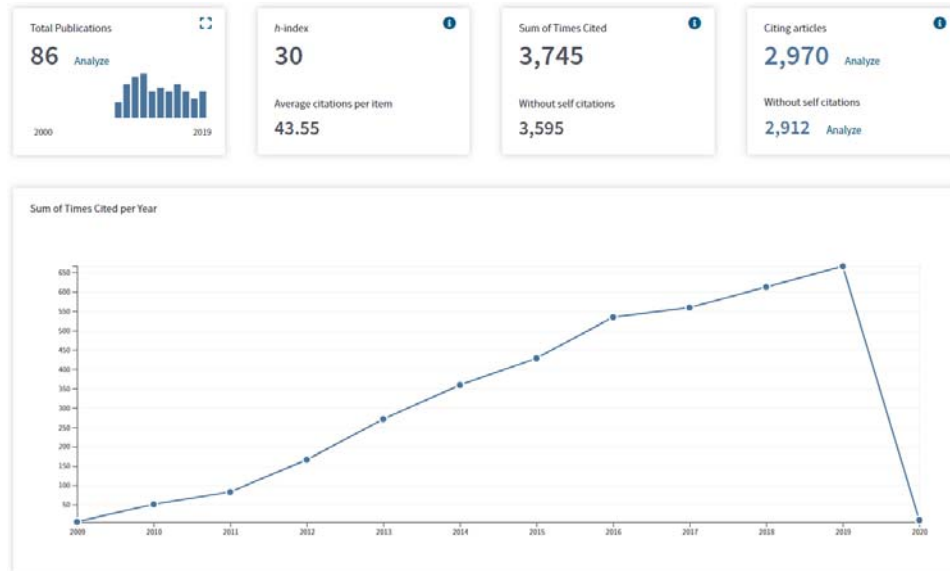 Total Publications
86 Analyze
2000 2019
h-index
30
Average citations per item
43.55
Sum of Times Cited
3,745
Without self citations
3,595
Citing articles
2,970 Analyze
Without self citations
2,912 Analyze
Sum of Times Cited per Year
650
600
550
500
450
400
350
300
250
200
150
100
50
2009 2010 2011 2012 2013 2014 2015 2016 2017 2018 2019 2020